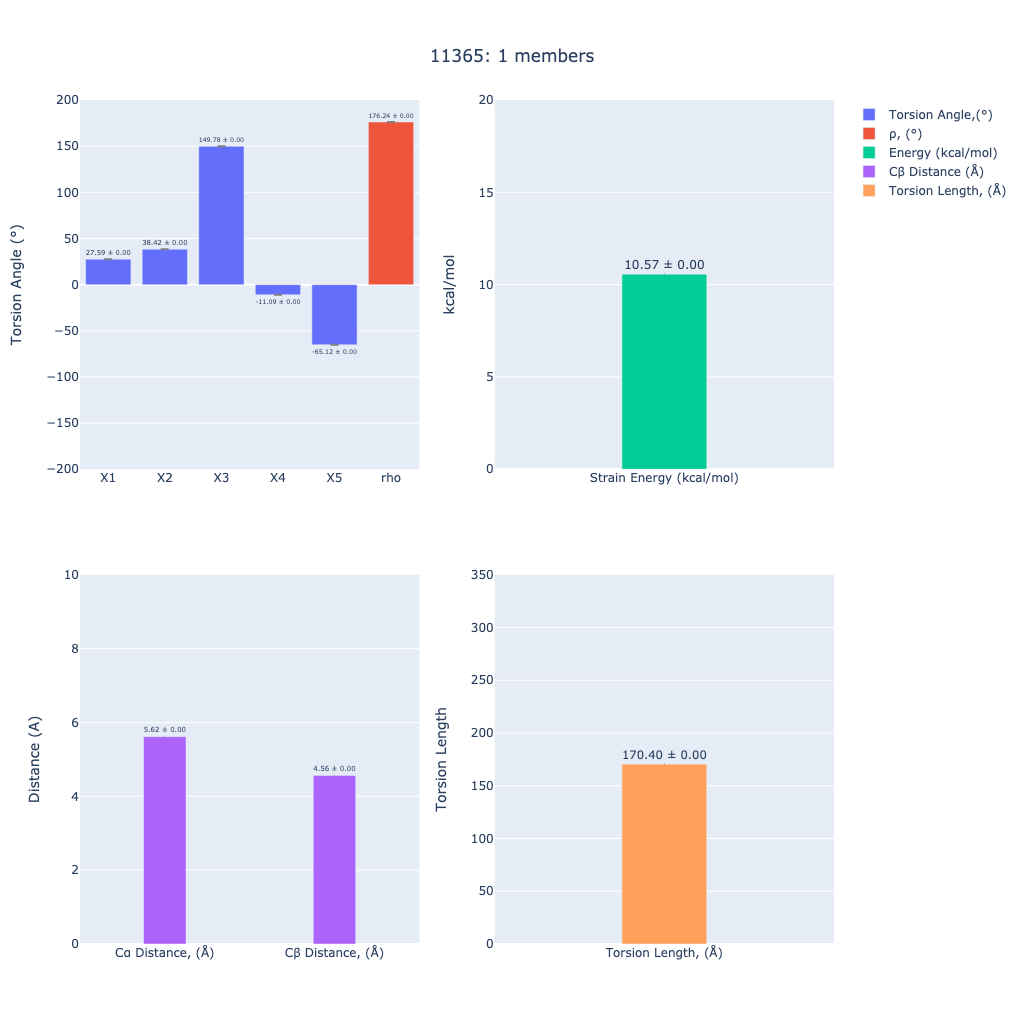 11365: 1 members
Torsion Angle (°)
200
150
100
50
0
−50
−100
−150
−200
27.59 ± 0.00
38.42 ± 0.00
149.78 ± 0.00
-11.09 ± 0.00
-65.12 ± 0.00
176.24 ± 0.00
X1
X2
X3
X4
X5
rho
kcal/mol
20
15
10
5
0
10.57 ± 0.00
Strain Energy (kcal/mol)
Torsion Angle,(°)
ρ, (°)
Energy (kcal/mol)
Cβ Distance (Å)
Torsion Length, (Å)
Distance (A)
10
8
6
4
2
0
5.62 ± 0.00
4.56 ± 0.00
Cα Distance, (Å)
Cβ Distance, (Å)
Torsion Length
350
300
250
200
150
100
50
0
170.40 ± 0.00
Torsion Length, (Å)